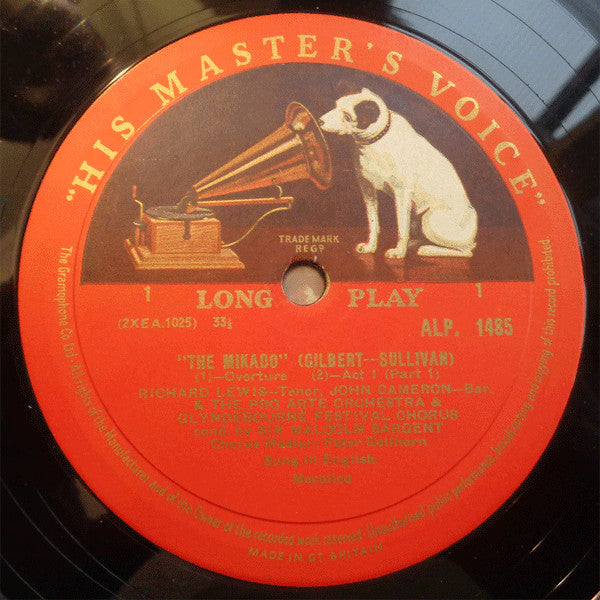 "HIS MASTER'S VOICE"
TRADE MARK
REGD
1 LONG PLAY 1
(2XEA.1025) 33⅓ ALP. 1485
"THE MIKADO" (GILBERT—SULLIVAN)
(1)—Overture (2)—Act 1 (Part 1)
RICHARD LEWIS—Tenor, JOHN CAMERON—Bar.
& THE PRO ARTE ORCHESTRA &
GLYNDEBOURNE FESTIVAL CHORUS
cond. by SIR MALCOLM SARGENT
Chorus Master: Peter Gellhorn
Sung in English
The Gramophone Co Ltd. All rights of the Manufacturer and of the Owner of the recorded work reserved. Unauthorised public performance, broadcasting and copying of this record prohibited.
MADE IN GT BRITAIN